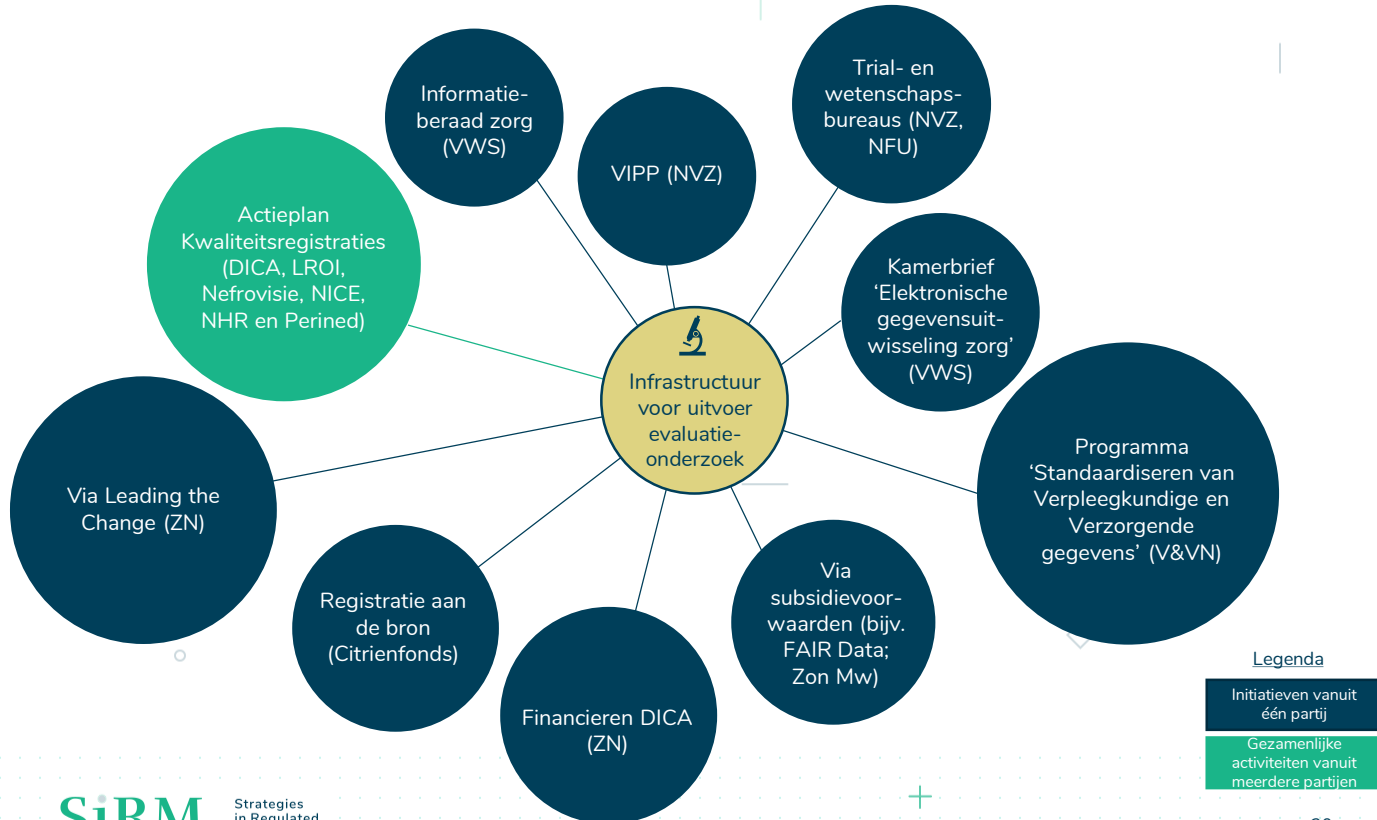 Informatie-
beraad zorg
(VWS)
VIPP (NVZ)
Trial- en
wetenschaps-
bureaus (NVZ,
NFU)
Actieplan
Kwaliteitsregistraties
(DICA, LROI,
Nefrovisie, NICE,
NHR en Perined)
Kamerbrief
‘Elektronische
gegevensuit-
wisseling zorg’
(VWS)
Infrastructuur
voor uitvoer
evaluatie-
onderzoek
Programma
‘Standaardiseren van
Verpleegkundige en
Verzorgende
gegevens’ (V&VN)
Via Leading the
Change (ZN)
Registratie aan
de bron
(Citrienfonds)
Financieren DICA
(ZN)
Via
subsidievoor-
waarden (bijv.
FAIR Data;
Zon Mw)
Legenda
Initiatieven vanuit
één partij
Gezamenlijke
activiteiten vanuit
meerdere partijen
SiRM
Strategies
in Regulated